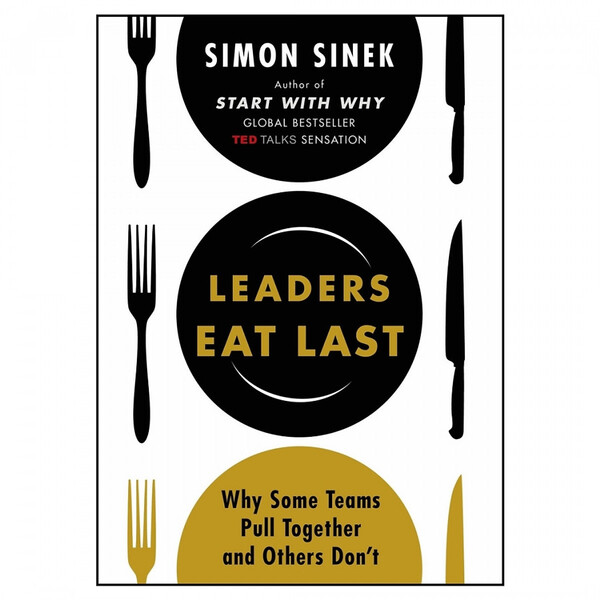 SIMON SINEK
Author of
START WITH WHY
GLOBAL BESTSELLER
TED TALKS SENSATION
LEADERS
EAT LAST
Why Some Teams
Pull Together
and Others Don't